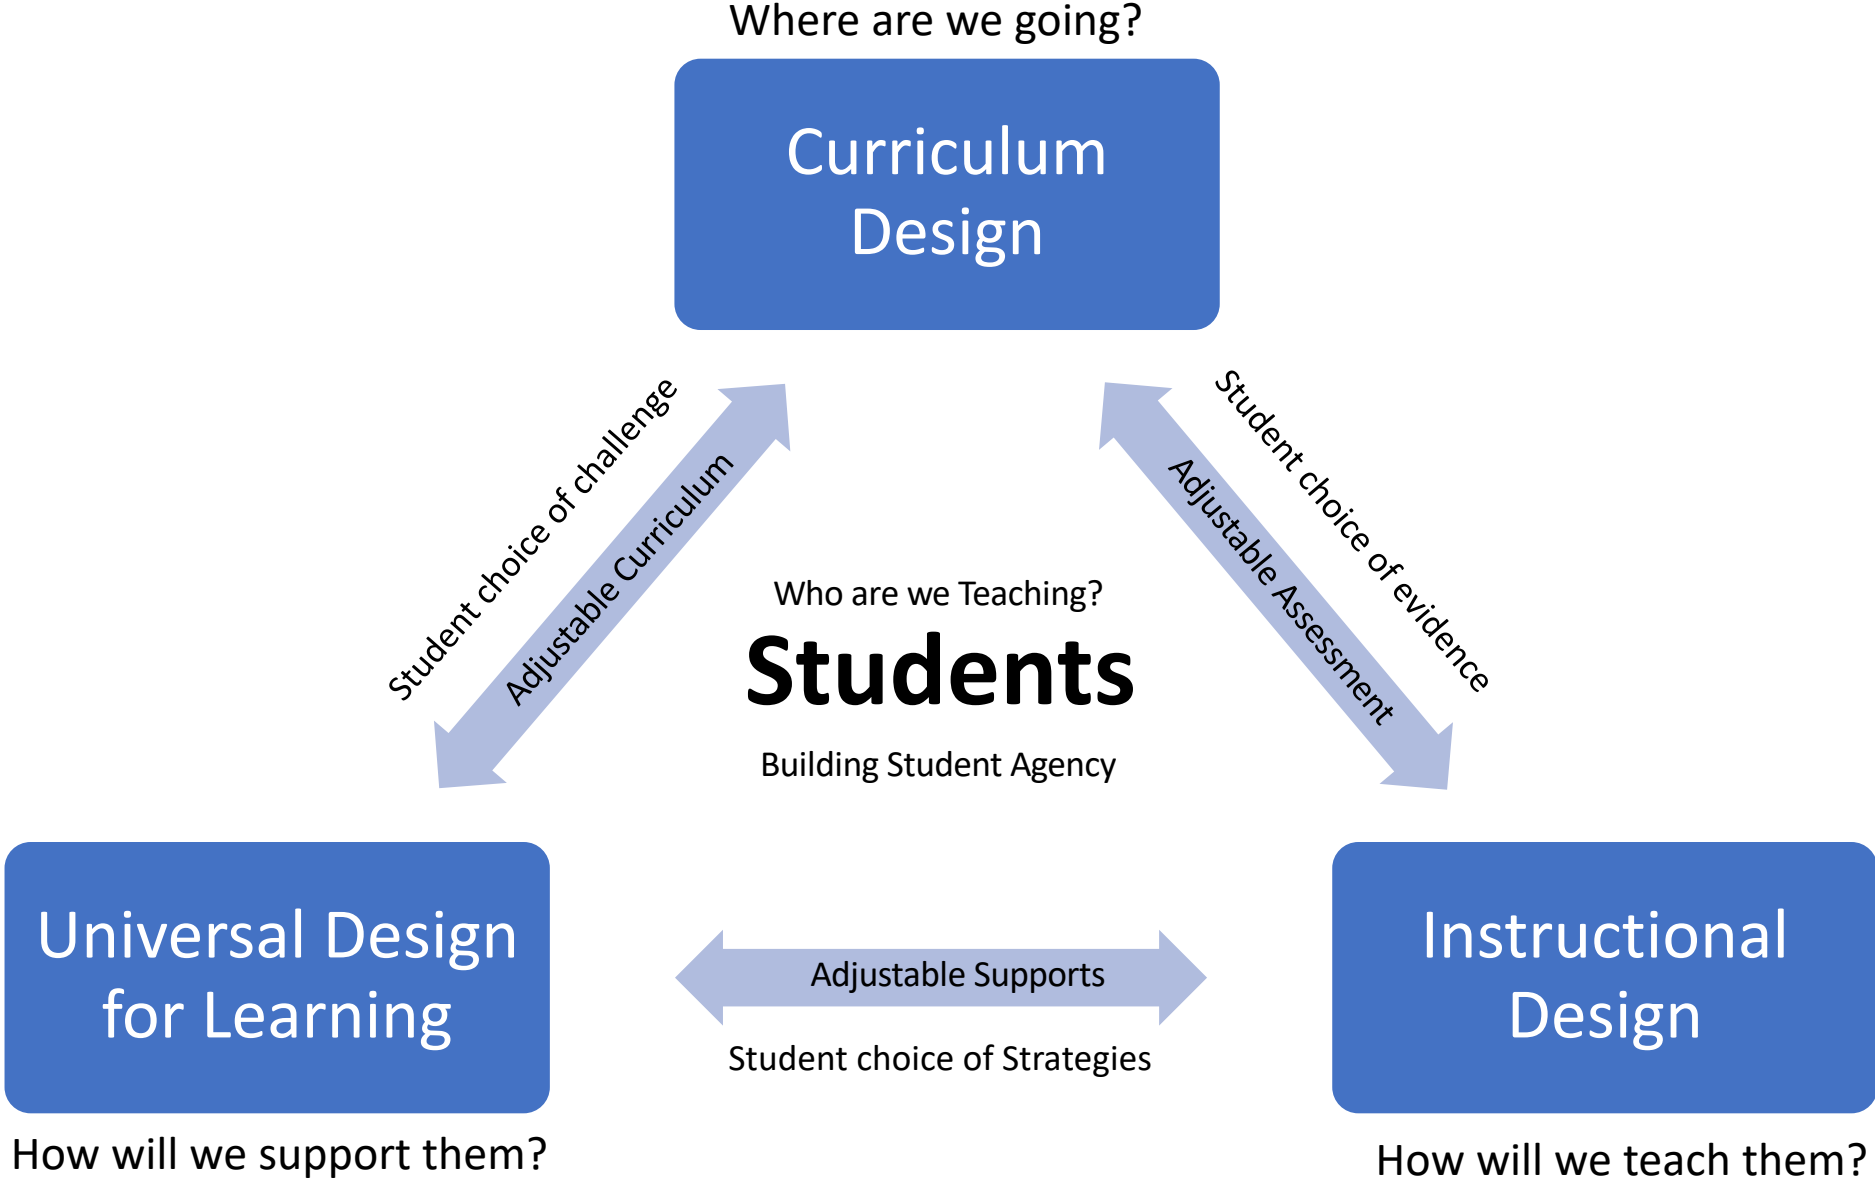 Where are we going?
Curriculum
Design
Student choice of challenge
Adjustable Curriculum
Student choice of evidence
Adjustable Assessment
Who are we Teaching?
Students
Building Student Agency
Universal Design
for Learning
Adjustable Supports
Student choice of Strategies
Instructional
Design
How will we support them?
How will we teach them?